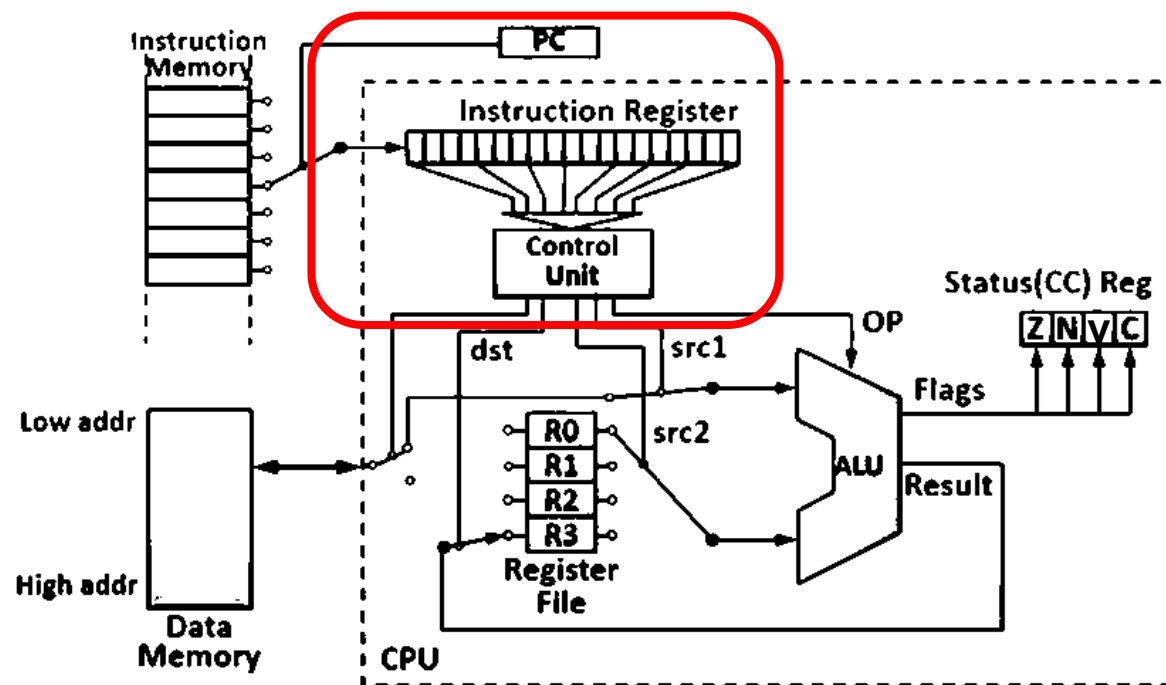 Instruction
Memory
PC
Instruction Register
Control
Unit
Status(CC) Reg
Z N V C
OP
dst
src1
Flags
Low addr
R0
src2
R1
ALU
R2
Result
R3
High addr
Register
File
Data
Memory
CPU